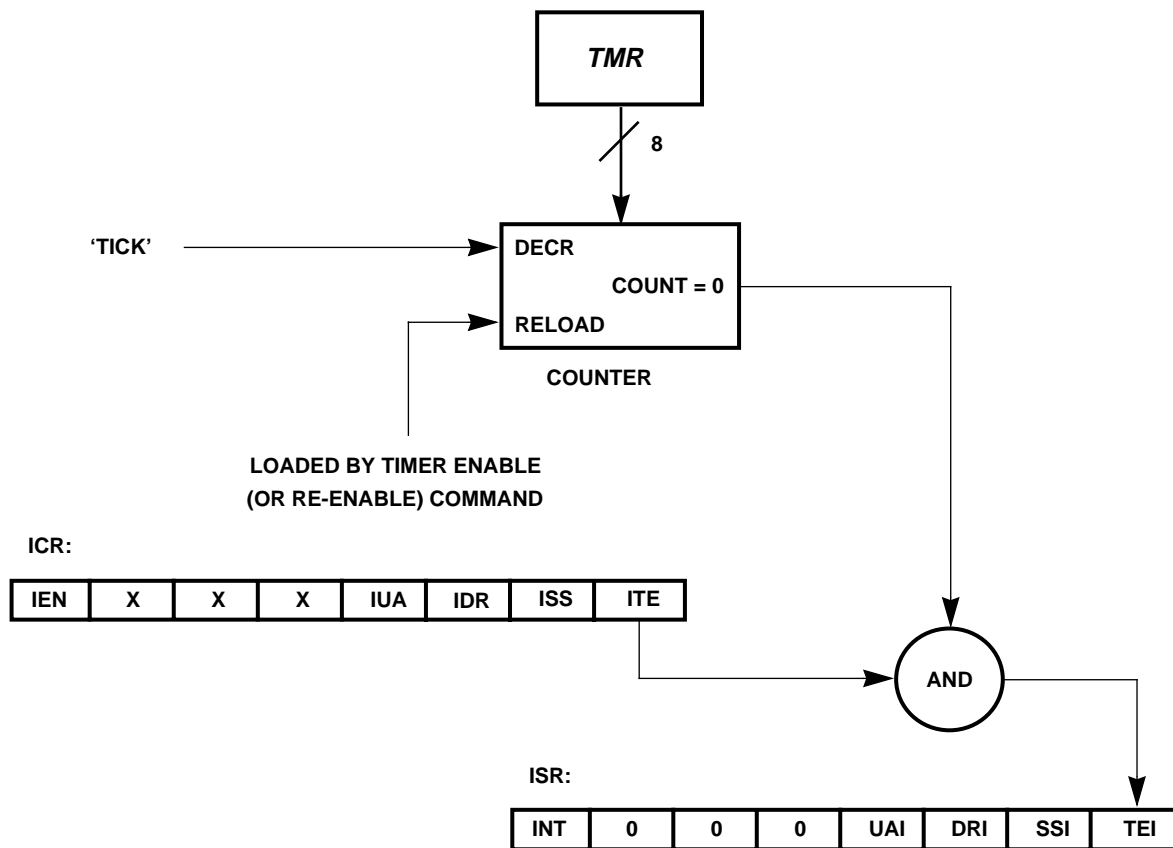 TMR
8
‘TICK’
DECR
COUNT = 0
RELOAD
COUNTER
LOADED BY TIMER ENABLE
(OR RE-ENABLE) COMMAND
ICR:
IEN X X X IUA IDR ISS ITE
AND
ISR:
INT 0 0 0 UAI DRI SSI TEI